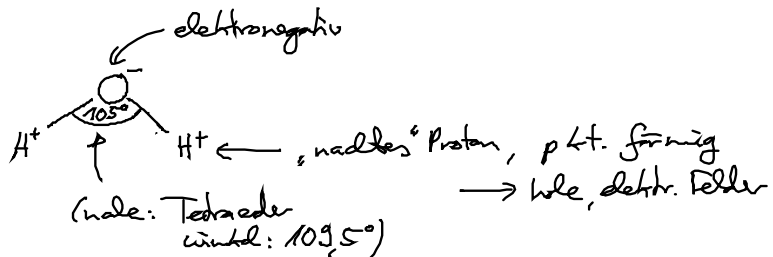 elektronegativ
O⁻
105°
H⁺ H⁺ ← „nacktes" Proton, pkt. förmig
→ hohe elektr. Felder
(nahe: Tetraeder
winkel: 109,5°)